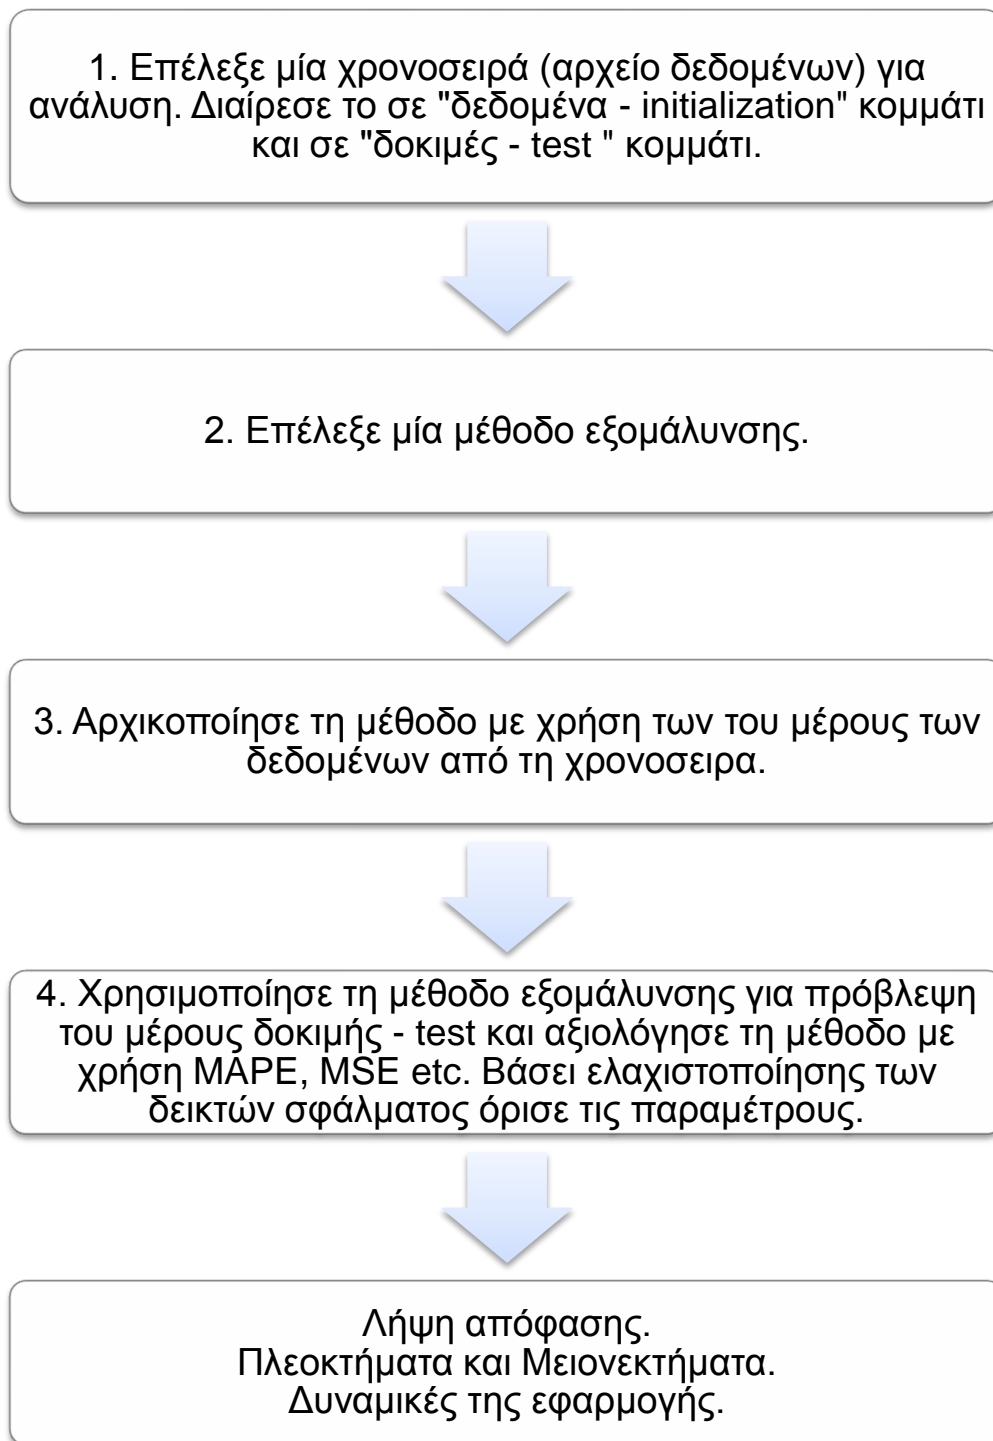 1. Επέλεξε μία χρονοσειρά (αρχείο δεδομένων) για
ανάλυση. Διαίρεσε το σε "δεδομένα - initialization" κομμάτι
και σε "δοκιμές - test " κομμάτι.
2. Επέλεξε μία μέθοδο εξομάλυνσης.
3. Αρχικοποίησε τη μέθοδο με χρήση των του μέρους των
δεδομένων από τη χρονοσειρα.
4. Χρησιμοποίησε τη μέθοδο εξομάλυνσης για πρόβλεψη
του μέρους δοκιμής - test και αξιολόγησε τη μέθοδο με
χρήση MAPE, MSE etc. Βάσει ελαχιστοποίησης των
δεικτών σφάλματος όρισε τις παραμέτρους.
Λήψη απόφασης.
Πλεοκτήματα και Μειονεκτήματα.
Δυναμικές της εφαρμογής.